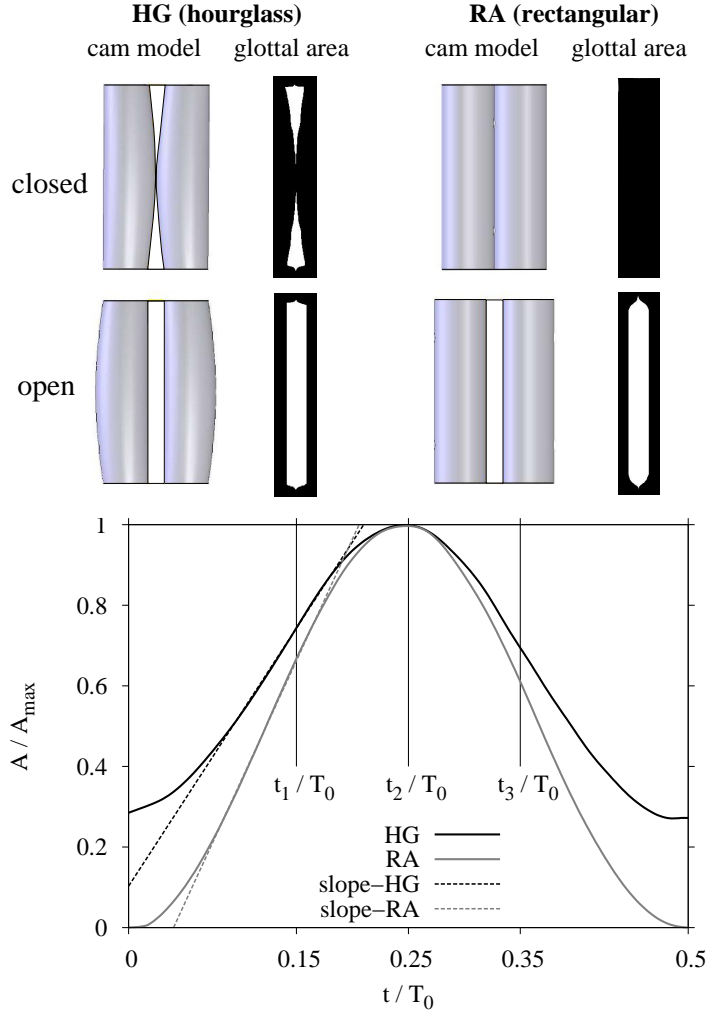 HG (hourglass) RA (rectangular)
cam model glottal area cam model glottal area
closed
open
1
0.8
0.6
0.4
0.2
0
A / A_max
t_1 / T_0 t_2 / T_0 t_3 / T_0
HG
RA
slope−HG
slope−RA
0 0.15 0.25 0.35 0.5
t / T_0